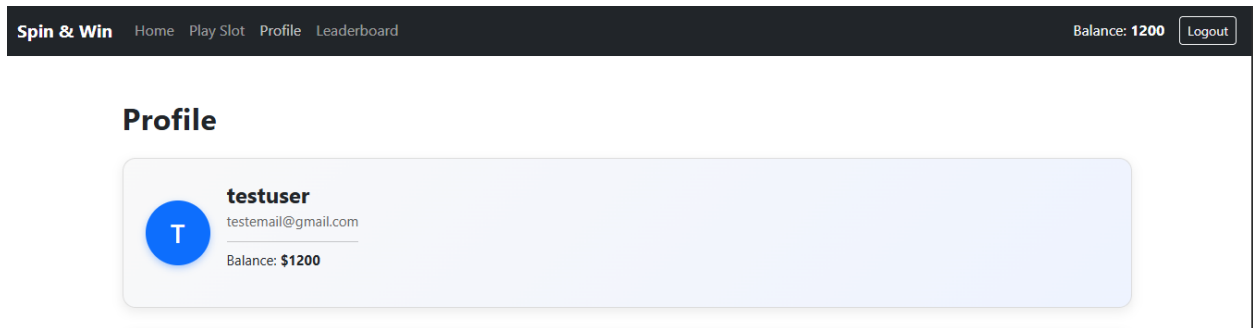 Spin & Win Home Play Slot Profile Leaderboard Balance: 1200 Logout
Profile
T
testuser
testemail@gmail.com
Balance: $1200